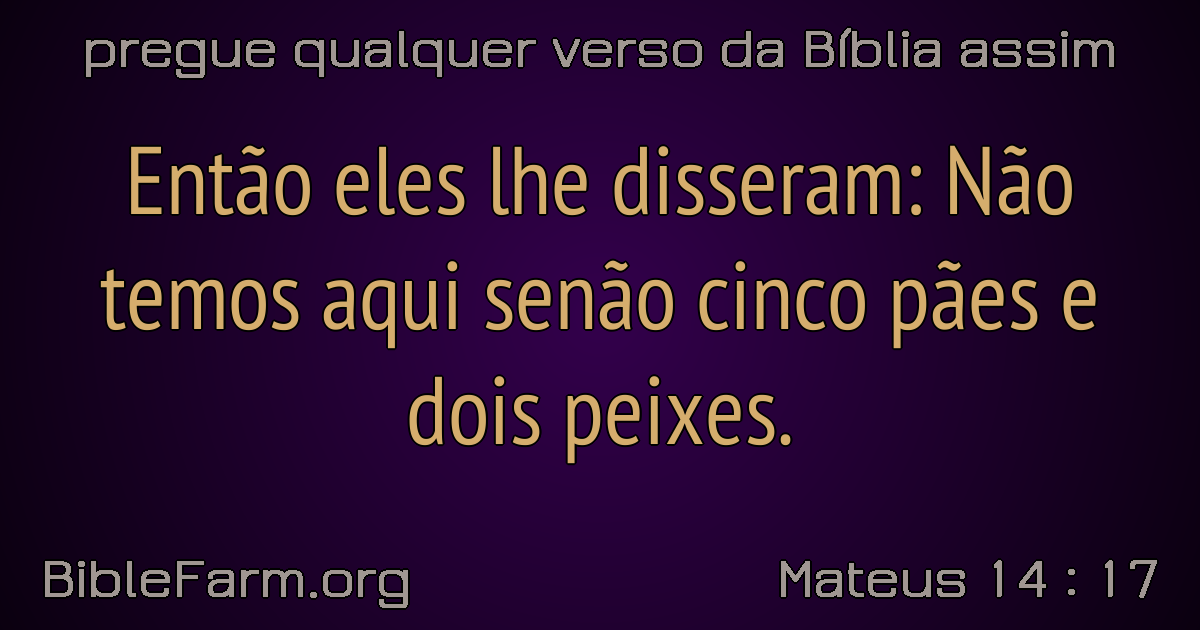 pregue qualquer verso da Bíblia assim
Então eles lhe disseram: Não
temos aqui senão cinco pães e
dois peixes.
BibleFarm.org
Mateus 14 : 17